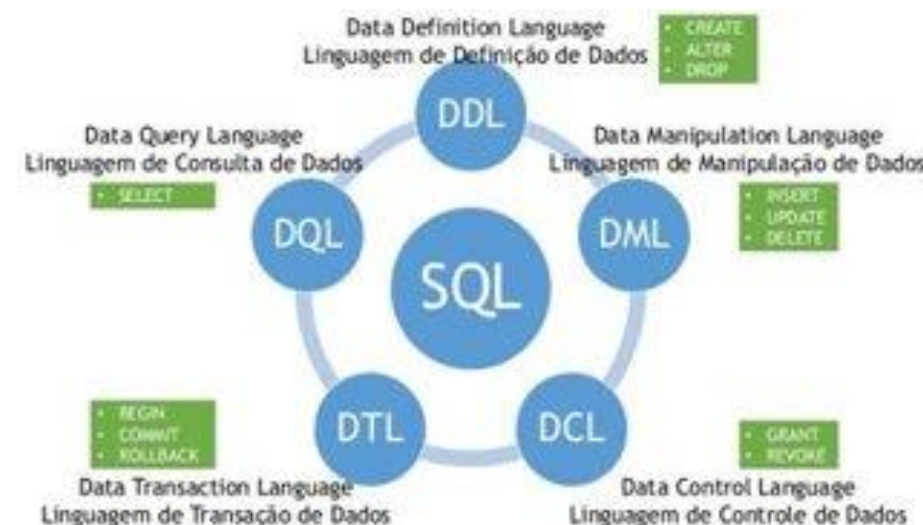 Data Definition Language
Linguagem de Definição de Dados
• CREATE
• ALTER
• DROP
DDL
Data Query Language
Linguagem de Consulta de Dados
• SELECT
DQL
Data Manipulation Language
Linguagem de Manipulação de Dados
• INSERT
• UPDATE
• DELETE
DML
SQL
• BEGIN
• COMMIT
• ROLLBACK
DTL
Data Transaction Language
Linguagem de Transação de Dados
DCL
• GRANT
• REVOKE
Data Control Language
Linguagem de Controle de Dados